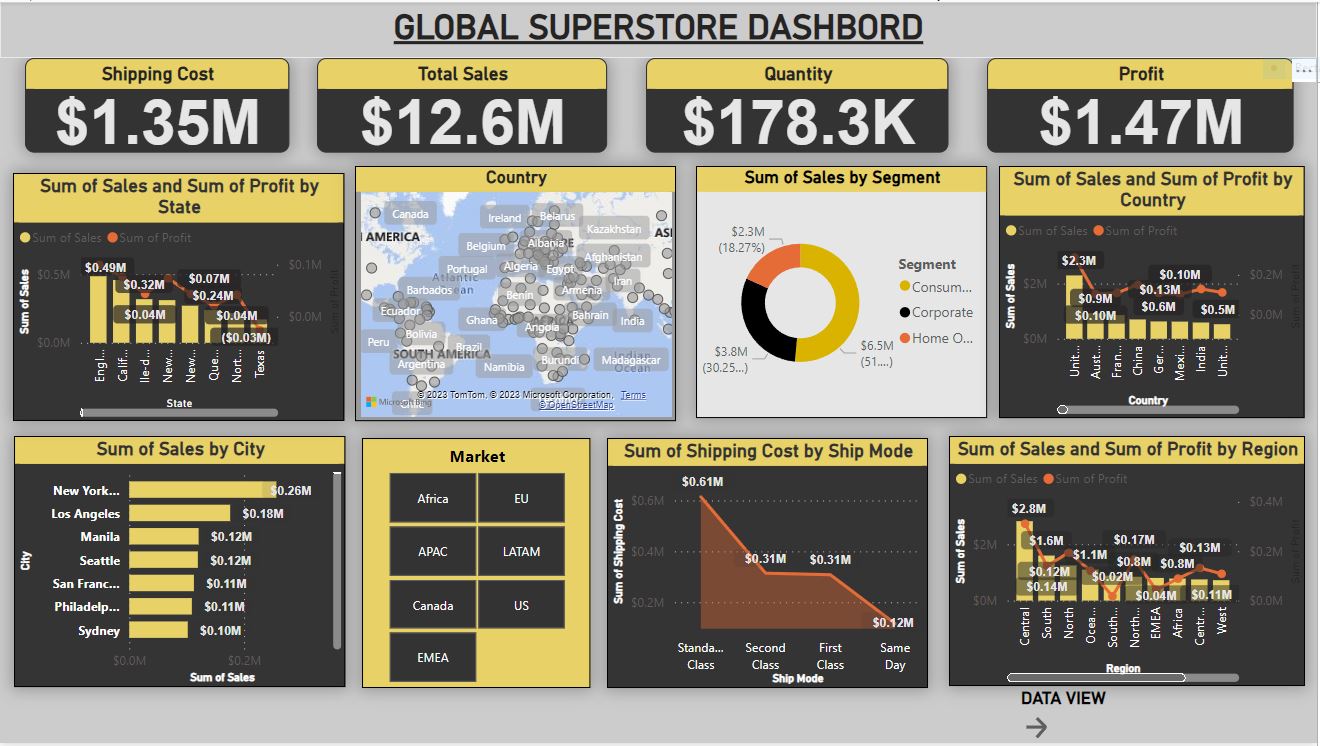 GLOBAL SUPERSTORE DASHBORD
Shipping Cost
$1.35M
Total Sales
$12.6M
Quantity
$178.3K
Profit
$1.47M
Sum of Sales and Sum of Profit by
State
Sum of Sales
Sum of Profit
Sum of Sales
$0.5M
$0.0M
$0.49M
$0.32M
$0.04M
$0.07M
$0.24M
$0.04M
($0.03M)
$0.1M
$0.0M
Sum of Profit
Engl...
Calif...
Ile-d...
New...
New...
Que...
Nort...
Texas
State
Country
Canada
Ireland
Belarus
Kazakhstan
AMERICA
Belgium
Albania
Afghanistan
Portugal
Algeria
Egypt
Iran
Barbados
Benin
Armenia
Ecuador
Ghana
Angola
Bahrain
India
Peru
Bolivia
Brazil
SOUTH AMERICA
Argentina
Namibia
Burundi
Madagascar
© 2023 TomTom, © 2023 Microsoft Corporation, Terms
© OpenStreetMap
Microsoft Bing
Sum of Sales by Segment
$2.3M
(18.27%)
$3.8M
(30.25...)
$6.5M
(51....)
Segment
Consum...
Corporate
Home O...
Sum of Sales and Sum of Profit by
Country
Sum of Sales
Sum of Profit
Sum of Sales
$2M
$0M
$2.3M
$0.9M
$0.10M
$0.10M
$0.13M
$0.6M
$0.5M
$0.2M
$0.0M
Sum of Profit
Unit...
Aust...
Fran...
China
Ger...
Mexi...
India
Unit...
Country
Sum of Sales by City
City
New York... $0.26M
Los Angeles $0.18M
Manila $0.12M
Seattle $0.12M
San Franc... $0.11M
Philadelp... $0.11M
Sydney $0.10M
$0.0M $0.2M
Sum of Sales
Market
Africa EU
APAC LATAM
Canada US
EMEA
Sum of Shipping Cost by Ship Mode
Sum of Shipping Cost
$0.6M
$0.4M
$0.2M
$0.61M
$0.31M
$0.31M
$0.12M
Standa...
Class
Second
Class
First
Class
Same
Day
Ship Mode
Sum of Sales and Sum of Profit by Region
Sum of Sales
Sum of Profit
Sum of Sales
$2M
$0M
$2.8M
$1.6M
$0.12M
$0.14M
$1.1M
$0.02M
$0.17M
$0.8M
$0.04M
$0.8M
$0.13M
$0.11M
$0.4M
$0.2M
$0.0M
Sum of Profit
Central
South
North
Ocea...
South...
North...
EMEA
Africa
Centr...
West
Region
DATA VIEW